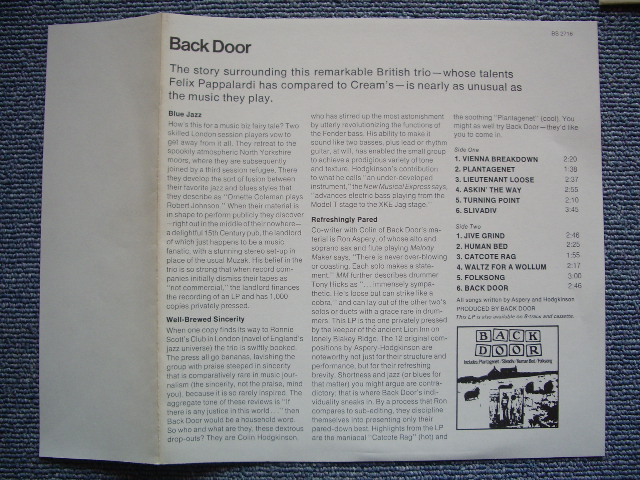 BS 2716
Back Door
The story surrounding this remarkable British trio—whose talents
Felix Pappalardi has compared to Cream's—is nearly as unusual as
the music they play.
Blue Jazz
How's this for a music biz fairy tale? Two
skilled London session players vow to
get away from it all. They retreat to the
spookily atmospheric North Yorkshire
moors, where they are subsequently
joined by a third session refugee. There
they develop the sort of fusion between
their favorite jazz and blues styles that
they describe as "Ornette Coleman plays
Robert Johnson." When their material is
in shape to perform publicly they discover
—right out in the middle of their nowhere—
a delightful 15th Century pub, the landlord
of which just happens to be a music
fanatic, with a stunning stereo set-up in
place of the usual Muzak. His belief in the
trio is so strong that when record com-
panies initially dismiss their tapes as
"not commercial," the landlord finances
the recording of an LP and has 1,000
copies privately pressed.
Well-Brewed Sincerity
When one copy finds its way to Ronnie
Scott's Club in London (navel of England's
jazz universe) the trio is swiftly booked.
The press all go bananas, lavishing the
group with praise steeped in sincerity
that is comparatively rare in music jour-
nalism (the sincerity, not the praise, mind
you), because it is so rarely inspired. The
aggregate tone of these reviews is "If
there is any justice in this world . . ." then
Back Door would be a household word.
So who and what are they, these dextrous
drop-outs? They are Colin Hodgkinson,
who has stirred up the most astonishment
by utterly revolutionizing the functions of
the Fender bass. His ability to make it
sound like two basses, plus lead or rhythm
guitar, at will, has enabled the small group
to achieve a prodigious variety of tone
and texture. Hodgkinson's contribution
to what he calls "an under-developed
instrument," the New Musical Express says,
"advances electric bass playing from the
Model T stage to the XKE Jag stage."
Refreshingly Pared
Co-writer with Colin of Back Door's ma-
terial is Ron Aspery, of whose alto and
soprano sax and flute playing Melody
Maker says, "There is never over-blowing
or coasting. Each solo makes a state-
ment." MM further describes drummer
Tony Hicks as ". . . immensely sympa-
thetic. He's loose but can strike like a
cobra," and can lay out of the other two's
solos or duets with a grace rare in drum-
mers. This LP is the one privately pressed
by the keeper of the ancient Lion Inn on
lonely Blakey Ridge. The 12 original com-
positions by Aspery-Hodgkinson are
noteworthy not just for their structure and
performance, but for their refreshing
brevity. Shortness and jazz (or blues for
that matter) you might argue are contra-
dictory; that is where Back Door's indi-
viduality sneaks in. By a process that Ron
compares to sub-editing, they discipline
themselves into presenting only their
pared-down best. Highlights from the LP
are the maniacal "Catcote Rag" (hot) and
the soothing "Plantagenet" (cool). You
might as well try Back Door—they'd like
you to come in.
Side One
1. VIENNA BREAKDOWN 2:20
2. PLANTAGENET 1:38
3. LIEUTENANT LOOSE 2:37
4. ASKIN' THE WAY 2:55
5. TURNING POINT 2:10
6. SLIVADIV 3:45
Side Two
1. JIVE GRIND 2:46
2. HUMAN BED 2:25
3. CATCOTE RAG 1:55
4. WALTZ FOR A WOLLUM 2:17
5. FOLKSONG 3:00
6. BACK DOOR 2:46
All songs written by Aspery and Hodgkinson
PRODUCED BY BACK DOOR
This LP is also available on 8-track and cassette.
BACK
DOOR
Includes: Plantagenet / Slivadiv / Human Bed / Folksong